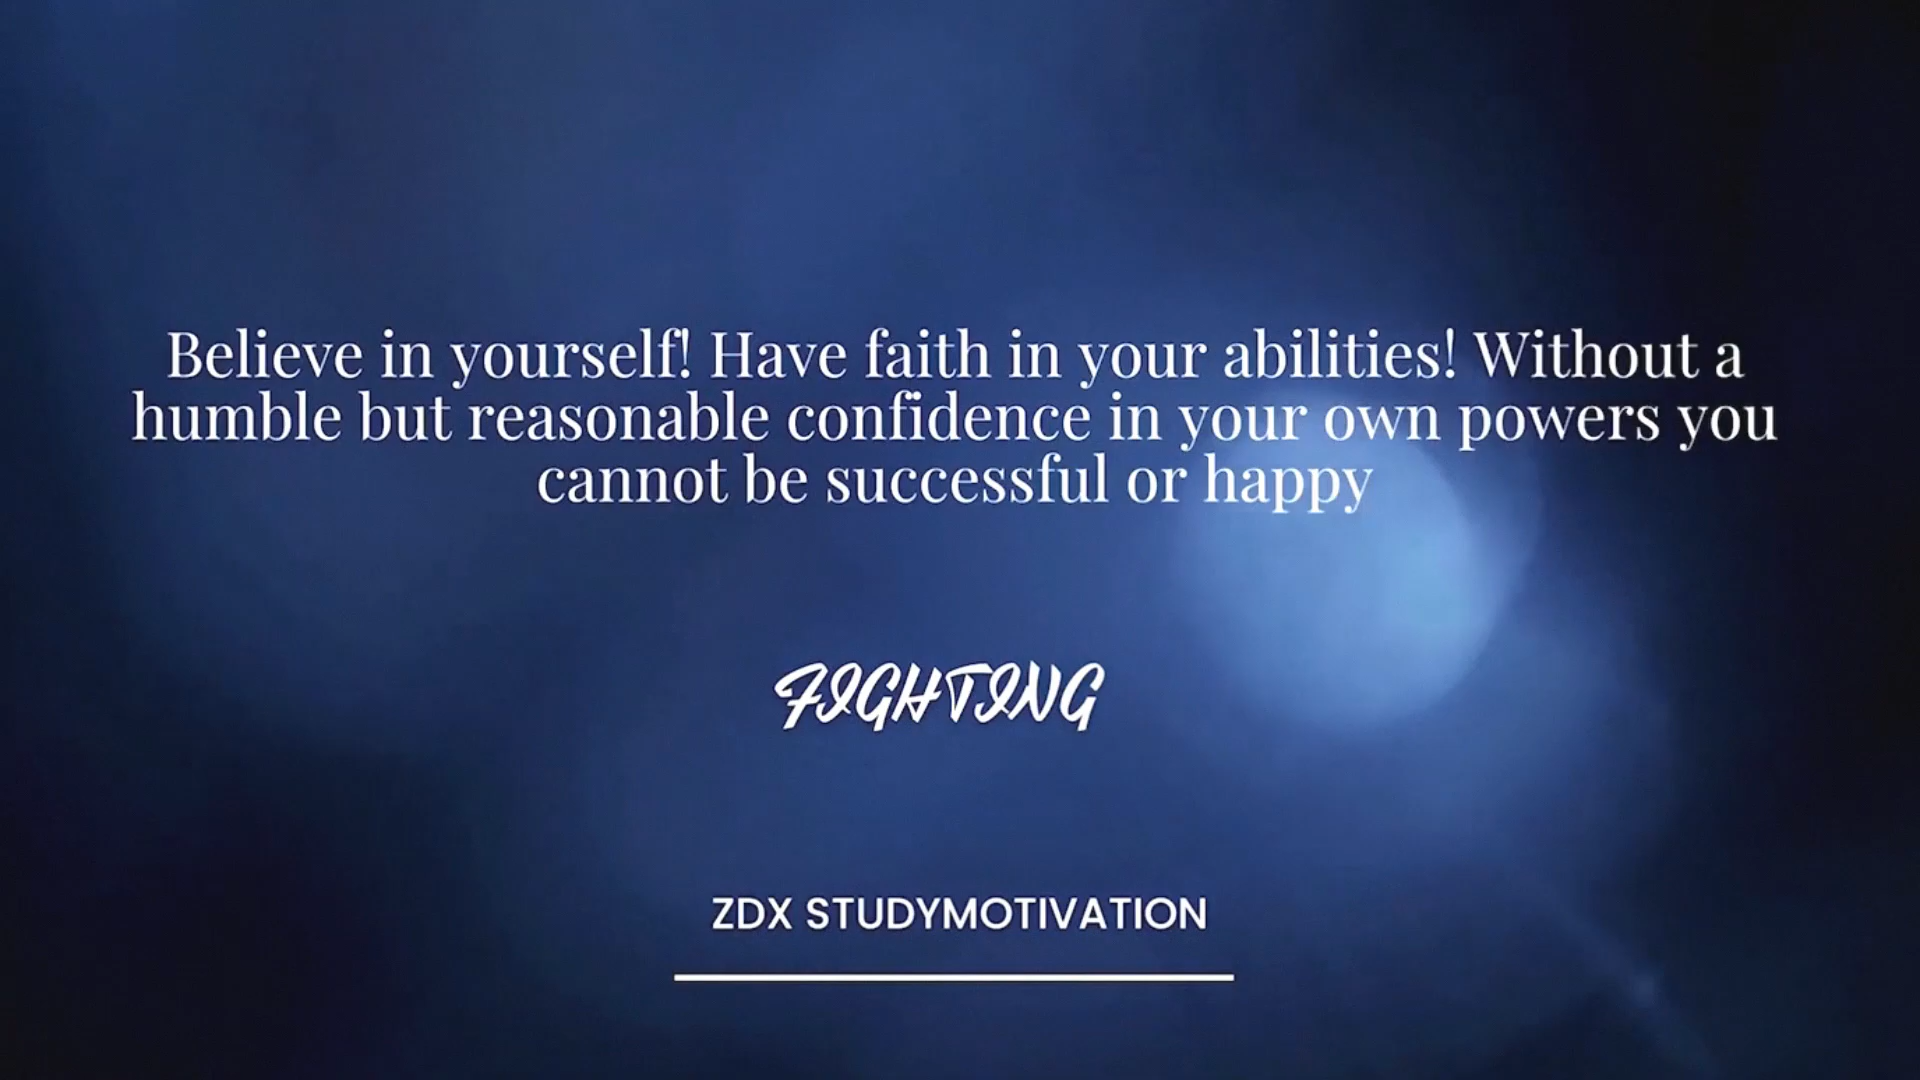 Believe in yourself! Have faith in your abilities! Without a
humble but reasonable confidence in your own powers you
cannot be successful or happy
FIGHTING
ZDX STUDYMOTIVATION